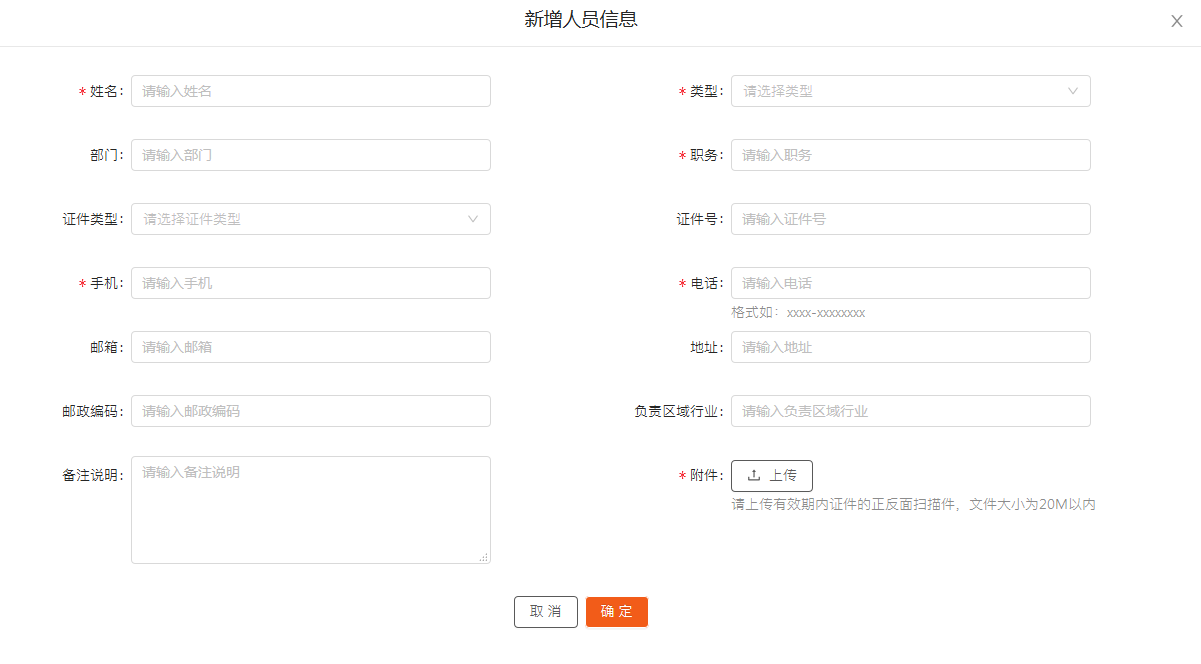 新增人员信息
* 姓名: 请输入姓名
* 类型: 请选择类型
部门: 请输入部门
* 职务: 请输入职务
证件类型: 请选择证件类型
证件号: 请输入证件号
* 手机: 请输入手机
* 电话: 请输入电话
格式如: xxxx-xxxxxxxx
邮箱: 请输入邮箱
地址: 请输入地址
邮政编码: 请输入邮政编码
负责区域行业: 请输入负责区域行业
备注说明: 请输入备注说明
* 附件: 上传
请上传有效期内证件的正反面扫描件, 文件大小为20M以内
取 消
确 定